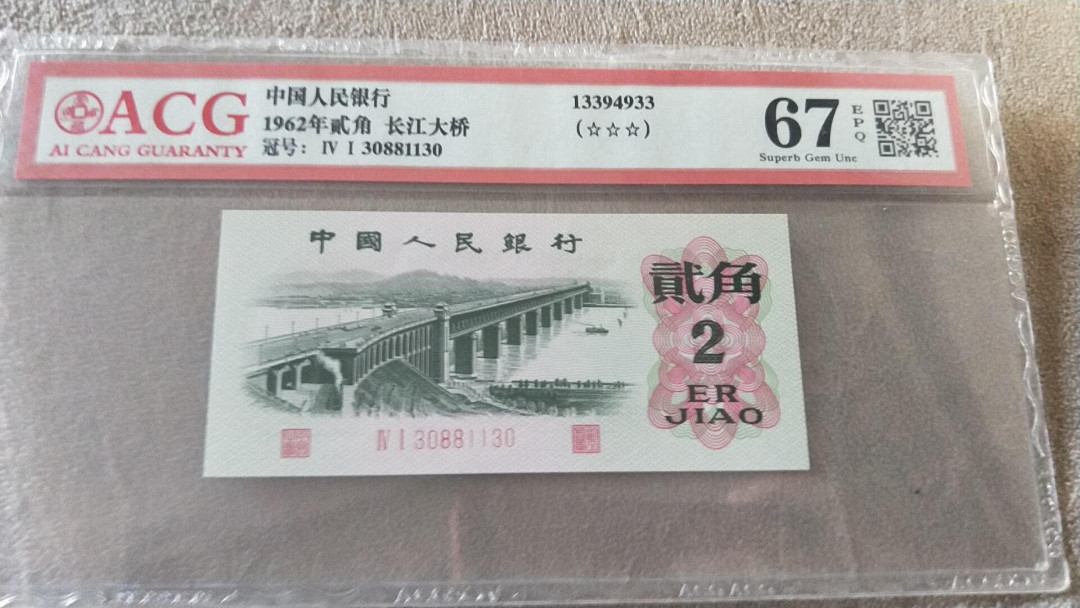 ACG
AI CANG GUARANTY
中国人民银行
1962年贰角 长江大桥
冠号： Ⅳ Ⅰ 30881130
13394933
(☆☆☆)
67
EPQ
Superb Gem Unc
中國人民銀行
貳角
2
ER
JIAO
Ⅳ Ⅰ 30881130